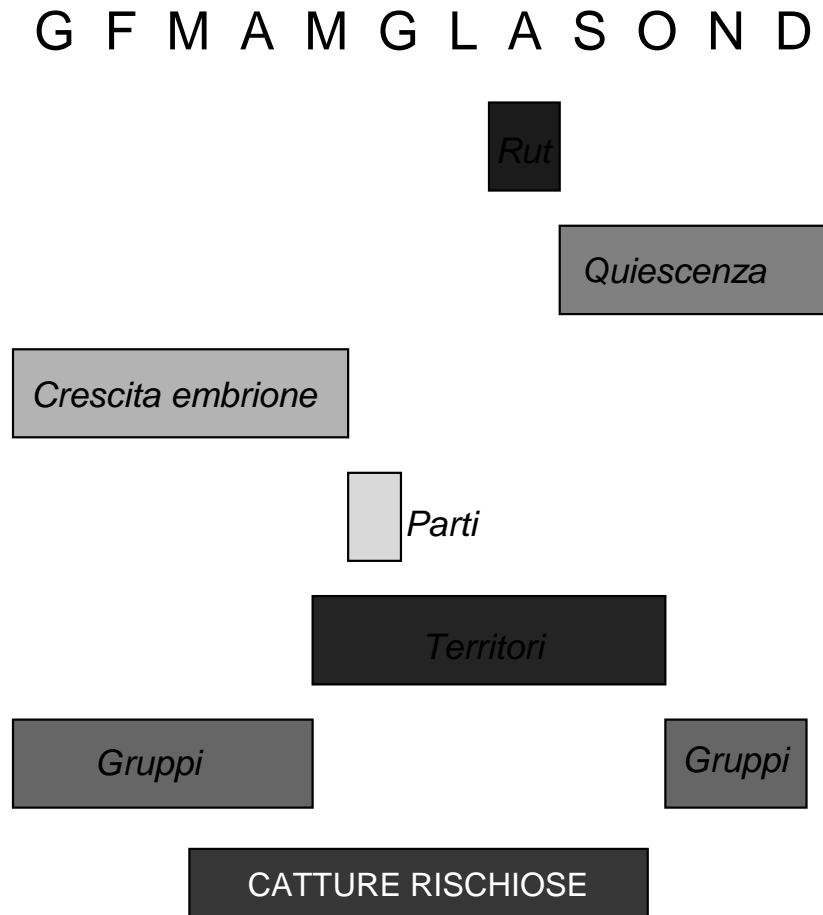 G F M A M G L A S O N D
Rut
Quiescenza
Crescita embrione
Parti
Territori
Gruppi
Gruppi
CATTURE RISCHIOSE